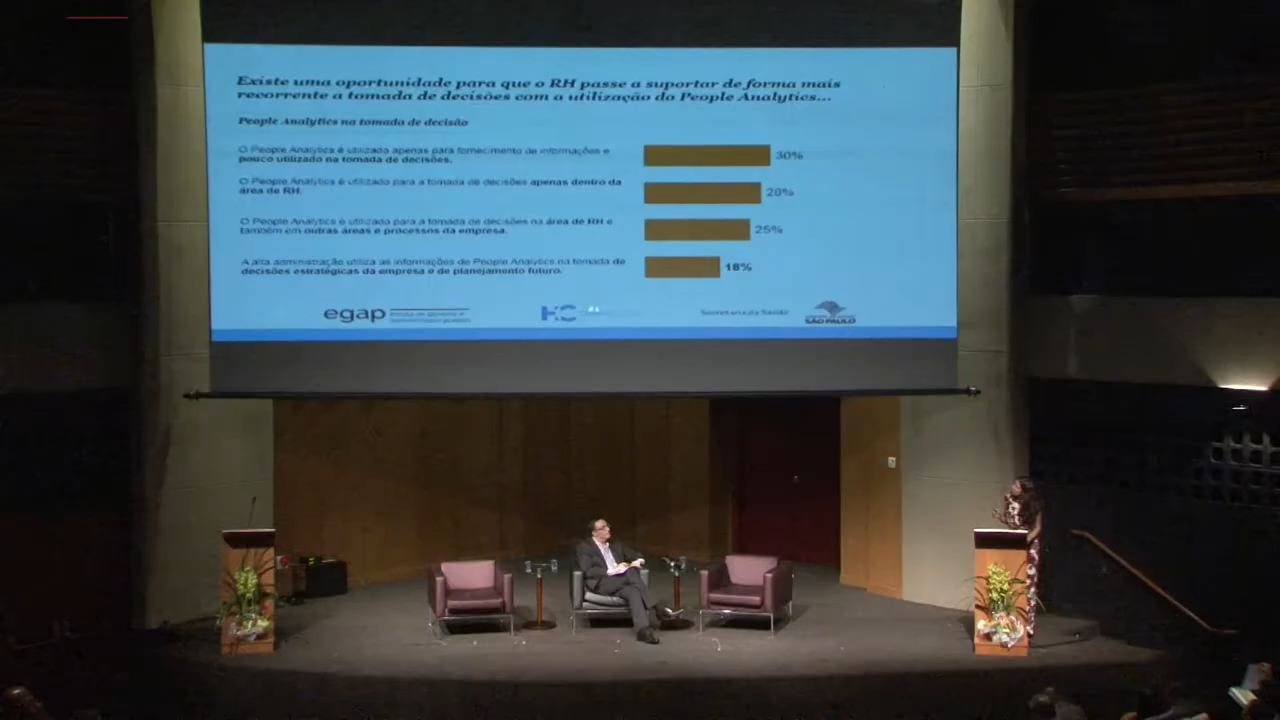 Existe uma oportunidade para que o RH passe a suportar de forma mais
recorrente a tomada de decisões com a utilização do People Analytics...
People Analytics na tomada de decisão
O People Analytics é utilizado apenas para fornecimento de informações e
pouco utilizado na tomada de decisões.
30%
O People Analytics é utilizado para a tomada de decisões apenas dentro da
área de RH.
28%
O People Analytics é utilizado para a tomada de decisões na área de RH e
também em outras áreas e processos da empresa.
25%
A alta administração utiliza as informações de People Analytics na tomada de
decisões estratégicas da empresa e de planejamento futuro.
18%
egap
HC
Secretaria da Saúde
SÃO PAULO